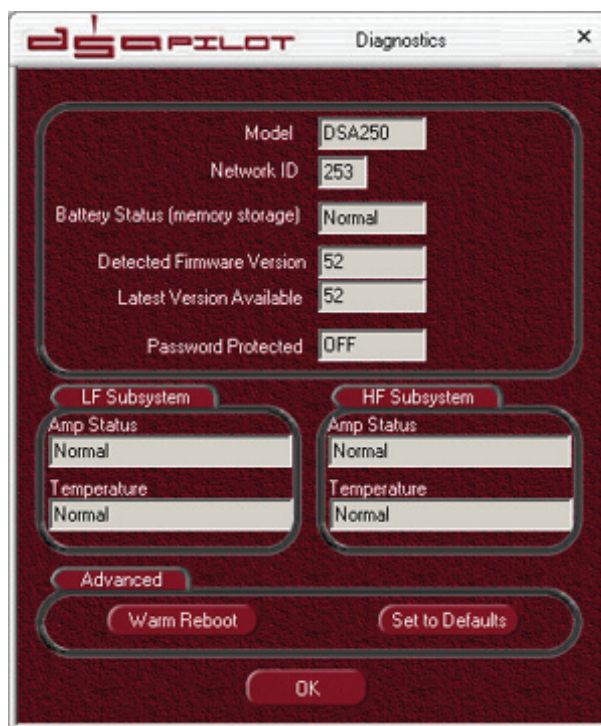 dsapilot Diagnostics
Model DSA250
Network ID 253
Battery Status (memory storage) Normal
Detected Firmware Version 52
Latest Version Available 52
Password Protected OFF
LF Subsystem
Amp Status
Normal
Temperature
Normal
HF Subsystem
Amp Status
Normal
Temperature
Normal
Advanced
Warm Reboot Set to Defaults
OK